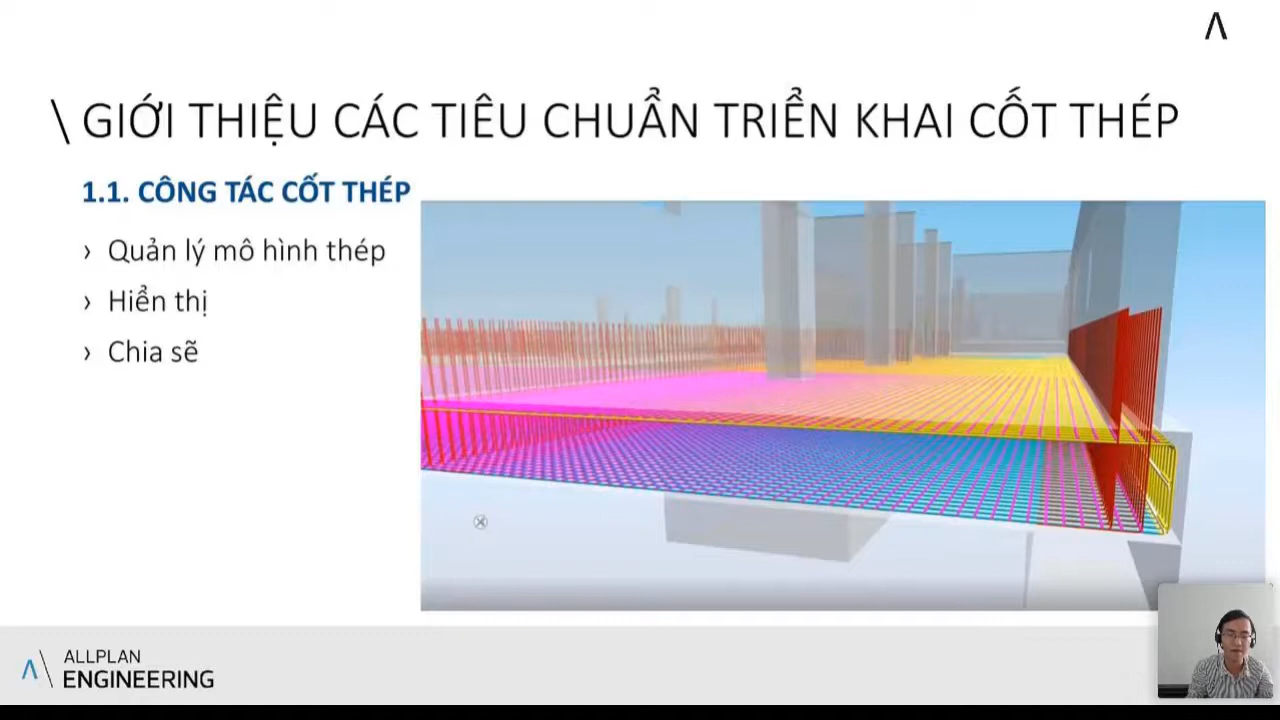 \ GIỚI THIỆU CÁC TIÊU CHUẨN TRIỂN KHAI CỐT THÉP
1.1. CÔNG TÁC CỐT THÉP
› Quản lý mô hình thép
› Hiển thị
› Chia sẽ
ALLPLAN
ENGINEERING